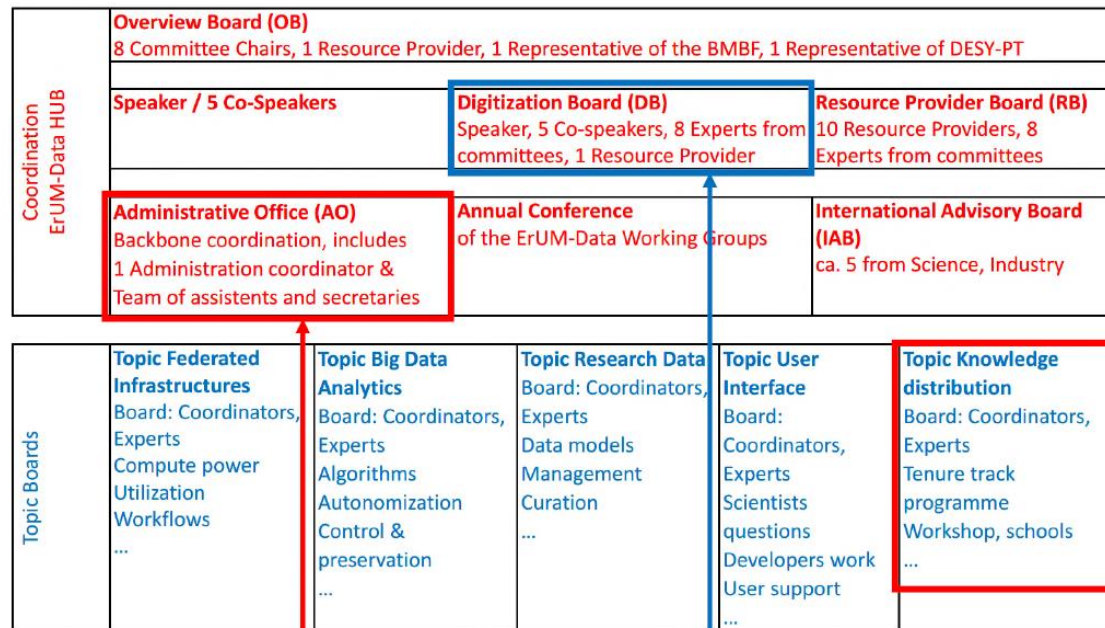 Coordination
ErUM-Data HUB
Overview Board (OB)
8 Committee Chairs, 1 Resource Provider, 1 Representative of the BMBF, 1 Representative of DESY-PT
Speaker / 5 Co-Speakers
Digitization Board (DB)
Speaker, 5 Co-speakers, 8 Experts from
committees, 1 Resource Provider
Resource Provider Board (RB)
10 Resource Providers, 8
Experts from committees
Administrative Office (AO)
Backbone coordination, includes
1 Administration coordinator &
Team of assistents and secretaries
Annual Conference
of the ErUM-Data Working Groups
International Advisory Board
(IAB)
ca. 5 from Science, Industry
Topic Boards
Topic Federated
Infrastructures
Board: Coordinators,
Experts
Compute power
Utilization
Workflows
...
Topic Big Data
Analytics
Board: Coordinators,
Experts
Algorithms
Autonomization
Control &
preservation
...
Topic Research Data
Board: Coordinators,
Experts
Data models
Management
Curation
...
Topic User
Interface
Board:
Coordinators,
Experts
Scientists
questions
Developers work
User support
...
Topic Knowledge
distribution
Board: Coordinators,
Experts
Tenure track
programme
Workshop, schools
...